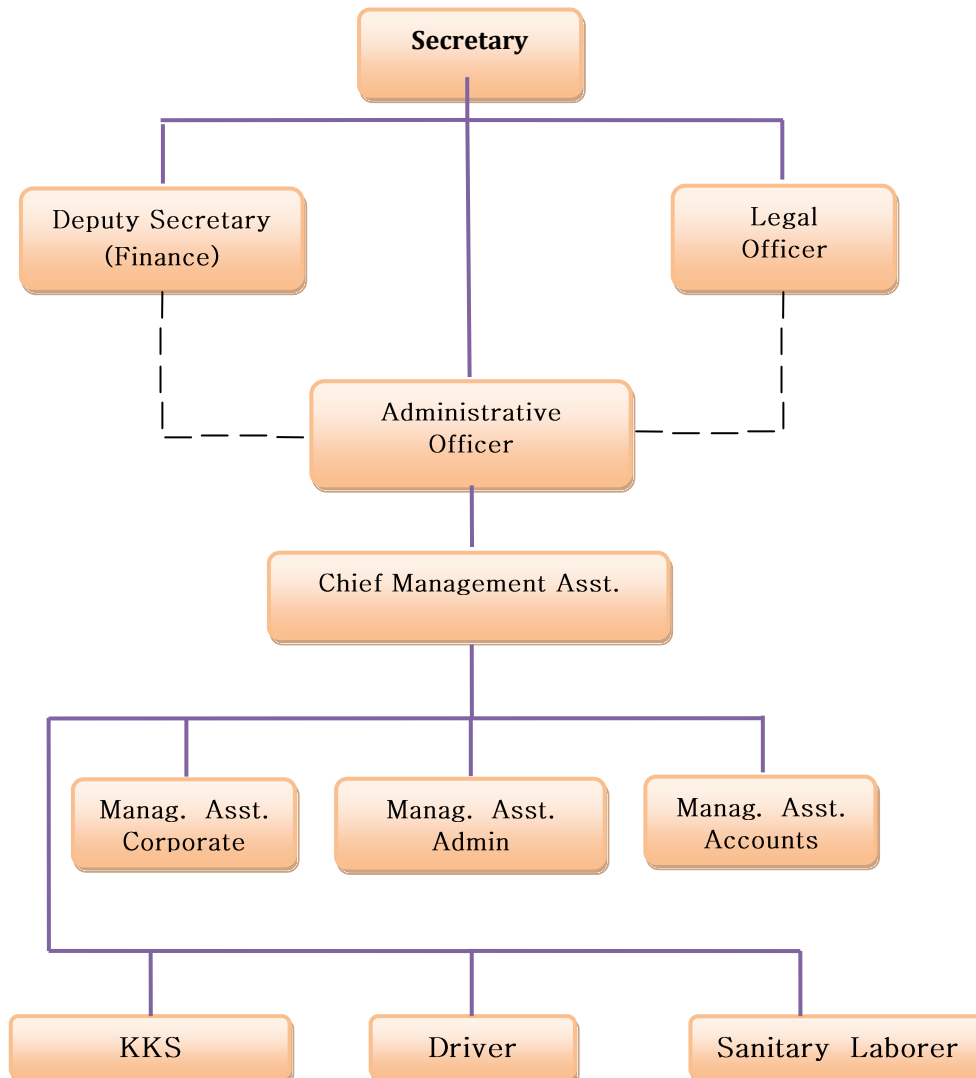 Secretary
Deputy Secretary
(Finance)
Legal
Officer
Administrative
Officer
Chief Management Asst.
Manag. Asst.
Corporate
Manag. Asst.
Admin
Manag. Asst.
Accounts
KKS
Driver
Sanitary Laborer